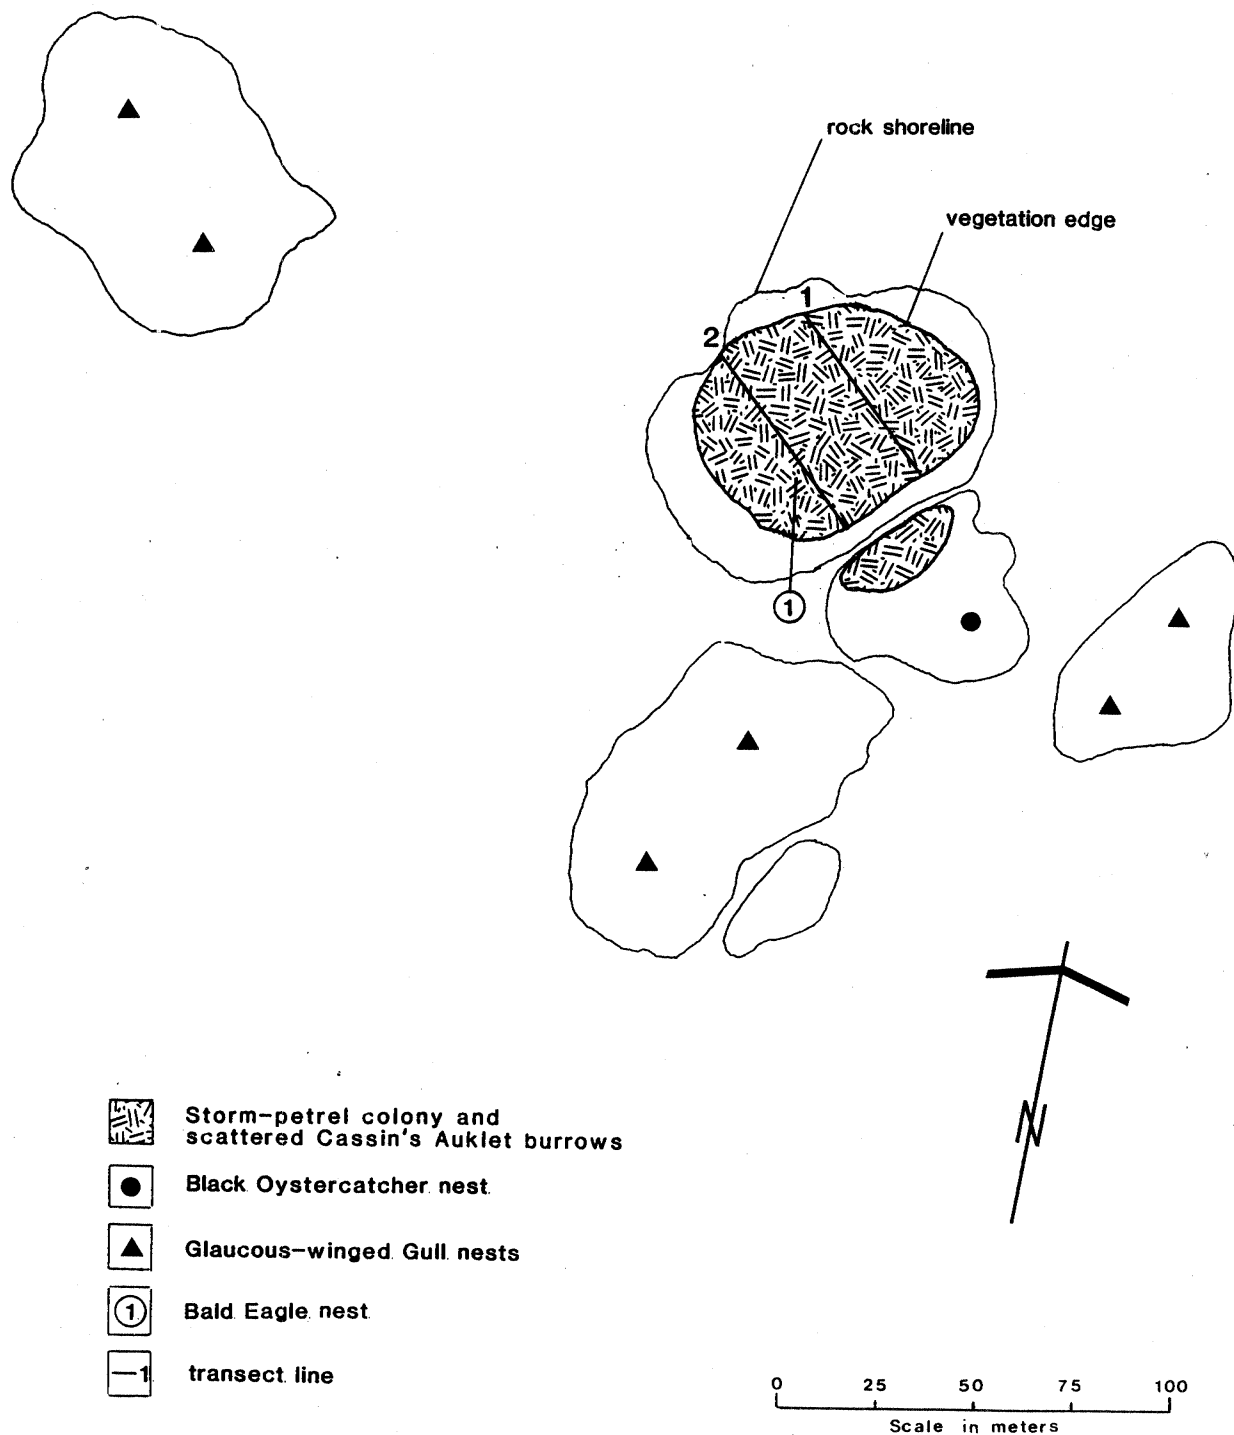 rock shoreline
vegetation edge
1
2
1
N
Storm-petrel colony and
scattered Cassin's Auklet burrows
Black Oystercatcher nest
Glaucous-winged Gull nests
1 Bald Eagle nest
1 transect line
0 25 50 75 100
Scale in meters